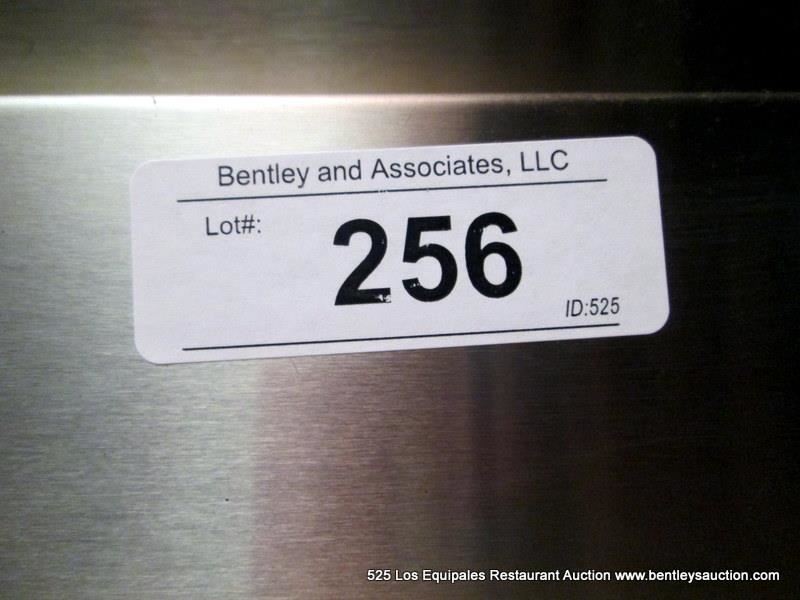 Bentley and Associates, LLC
Lot#:
256
ID:525
525 Los Equipales Restaurant Auction www.bentleysauction.com